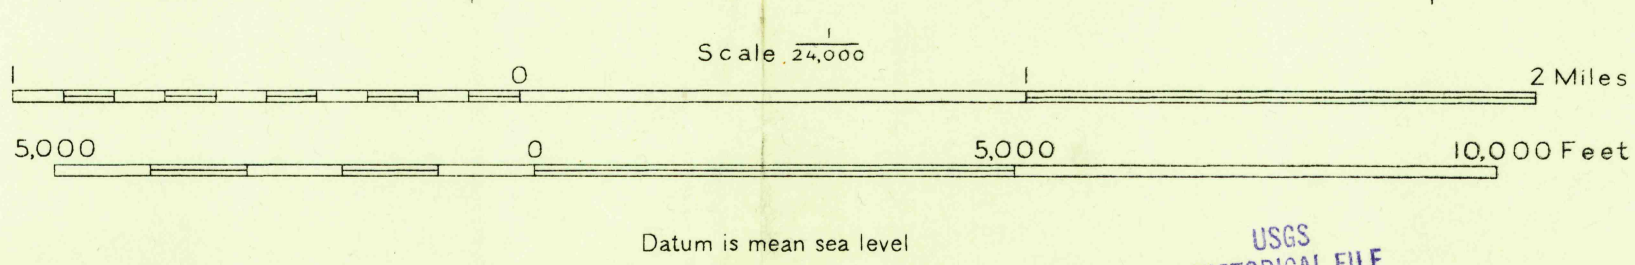 Scale 1/24,000
1 0 1 2 Miles
5,000 0 5,000 10,000 Feet
Datum is mean sea level
USGS
FILE